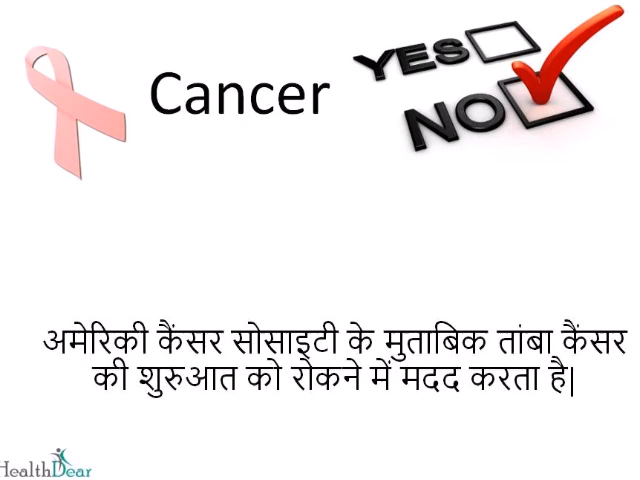 Cancer
YES
NO
अमेरिकी कैंसर सोसाइटी के मुताबिक तांबा कैंसर
की शुरुआत को रोकने में मदद करता है|
HealthDear